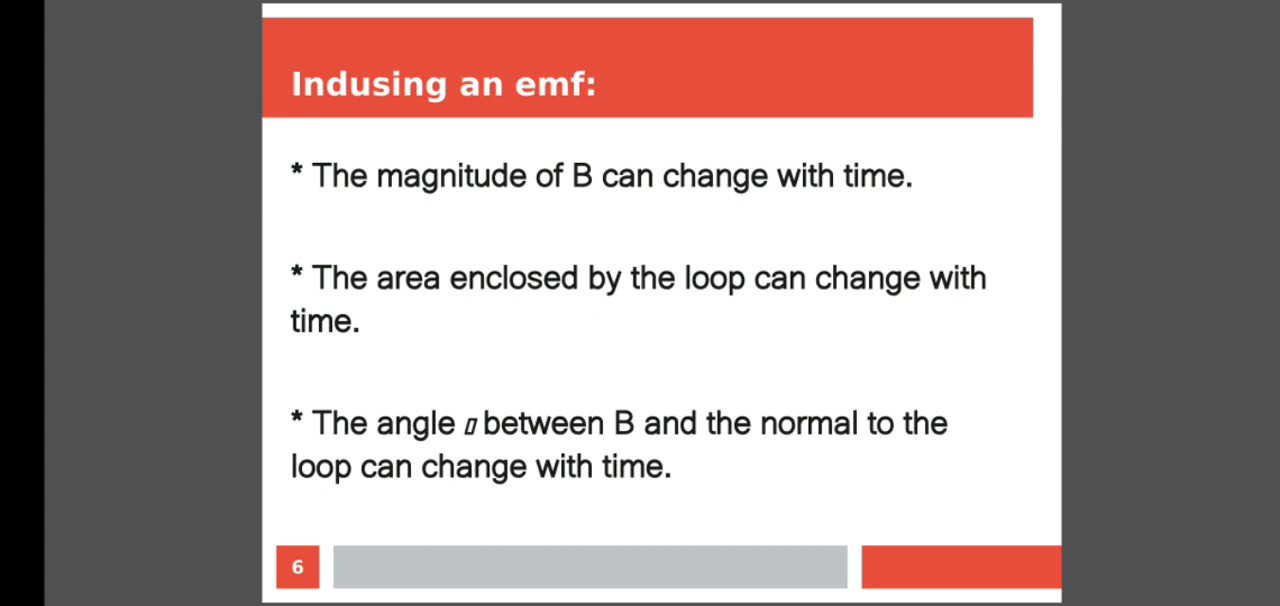 Indusing an emf:
* The magnitude of B can change with time.
* The area enclosed by the loop can change with
time.
* The angle between B and the normal to the
loop can change with time.
6